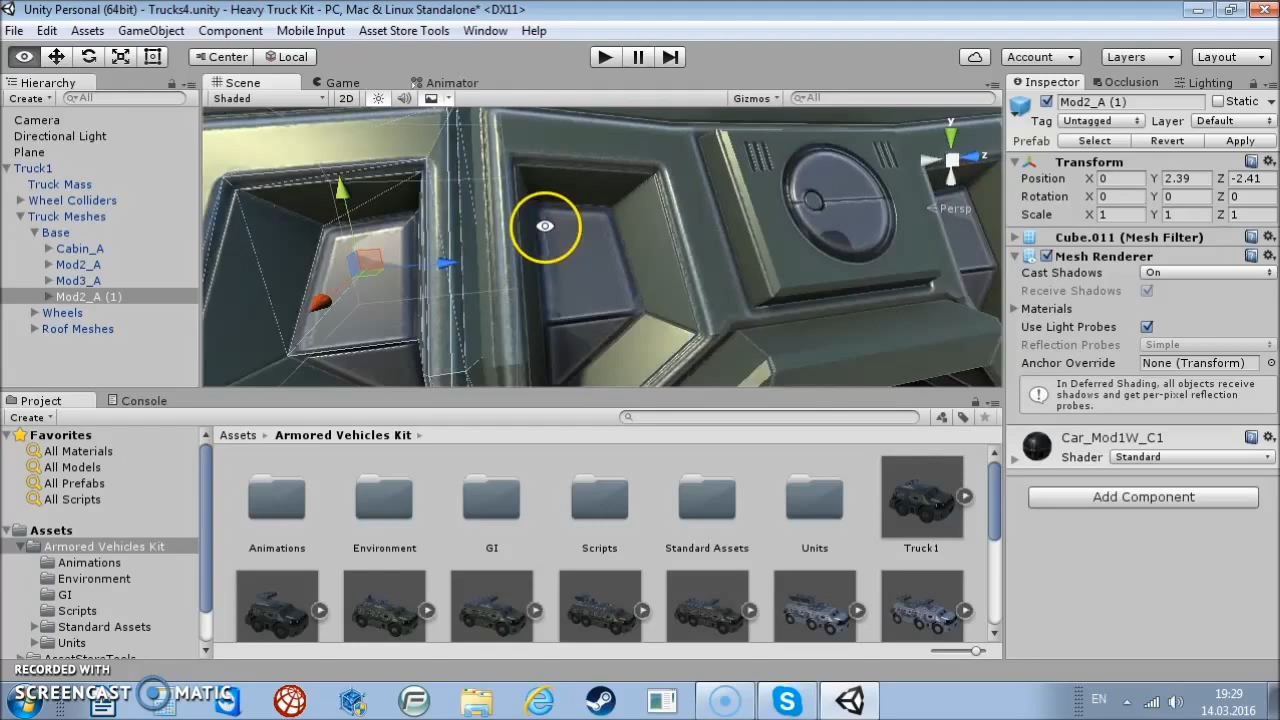 Unity Personal (64bit) - Trucks4.unity - Heavy Truck Kit - PC, Mac & Linux Standalone* <DX11>
File Edit Assets GameObject Component Mobile Input Asset Store Tools Window Help
Center Local Account Layers Layout
Hierarchy
Create All
Camera
Directional Light
Plane
Truck1
Truck Mass
Wheel Colliders
Truck Meshes
Base
Cabin_A
Mod2_A
Mod3_A
Mod2_A (1)
Wheels
Roof Meshes
Scene Game Animator
Shaded 2D Gizmos All
y
z
Persp
Inspector Occlusion Lighting
Mod2_A (1) Static
Tag Untagged Layer Default
Prefab Select Revert Apply
Transform
Position X 0 Y 2.39 Z -2.41
Rotation X 0 Y 0 Z 0
Scale X 1 Y 1 Z 1
Cube.011 (Mesh Filter)
Mesh Renderer
Cast Shadows On
Receive Shadows
Materials
Use Light Probes
Reflection Probes Simple
Anchor Override None (Transform)
In Deferred Shading, all objects receive
shadows and get per-pixel reflection
probes.
Car_Mod1W_C1
Shader Standard
Add Component
Project Console
Create
Favorites
All Materials
All Models
All Prefabs
All Scripts
Assets
Armored Vehicles Kit
Animations
Environment
GI
Scripts
Standard Assets
Units
AssetStoreTools
Assets Armored Vehicles Kit
Animations Environment GI Scripts Standard Assets Units Truck1
RECORDED WITH
SCREENCAST MATIC
EN
19:29
14.03.2016